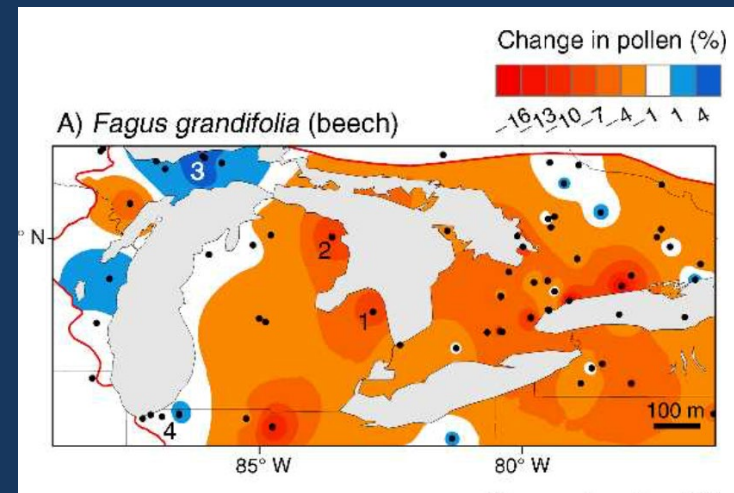 Change in pollen (%)
–16 –13 –10 –7 –4 –1 1 4
A) Fagus grandifolia (beech)
3
° N
2
1
4
100 m
85° W
80° W